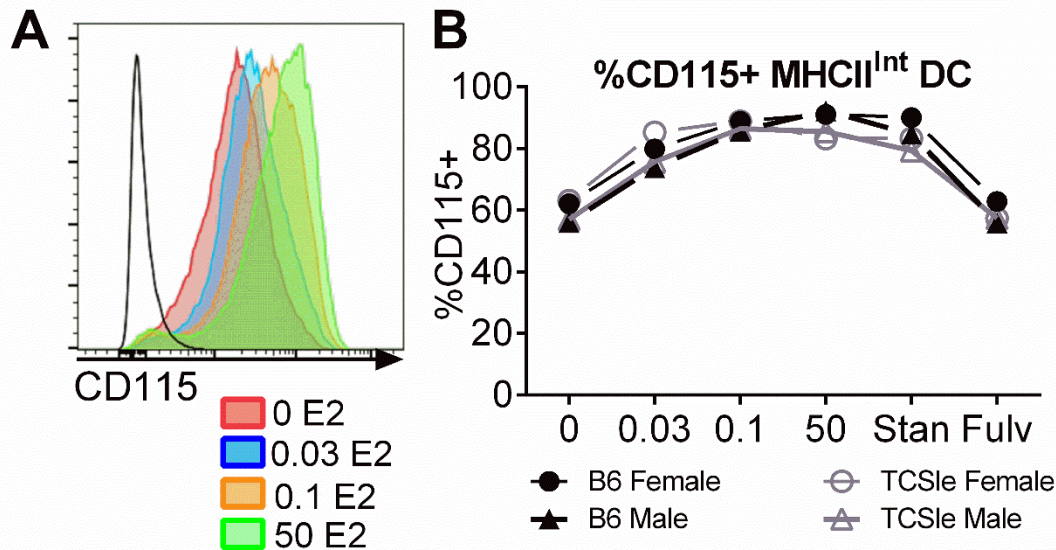 A
CD115
0 E2
0.03 E2
0.1 E2
50 E2
B
%CD115+ MHCII^Int DC
%CD115+
100
80
60
40
20
0
0 0.03 0.1 50 Stan Fulv
B6 Female TCSle Female
B6 Male TCSle Male